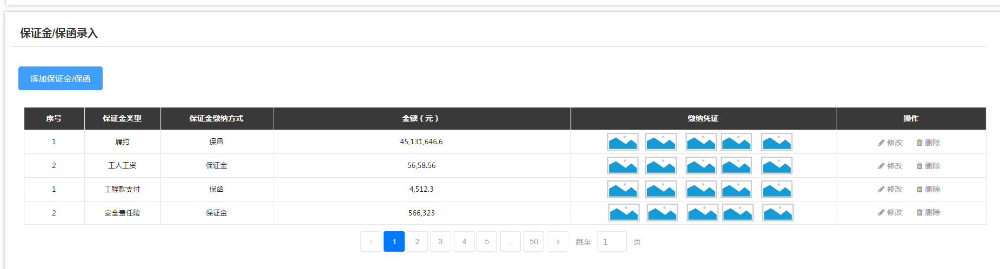 保证金/保函录入
添加保证金/保函
序号 保证金类型 保证金缴纳方式 金额（元） 缴纳凭证 操作
1 履约 保函 45,131,646.6 修改 删除
2 工人工资 保证金 56,58.56 修改 删除
1 工程款支付 保函 4,512.3 修改 删除
2 安全责任险 保证金 566,323 修改 删除
‹ 1 2 3 4 5 ... 50 › 跳至 1 页